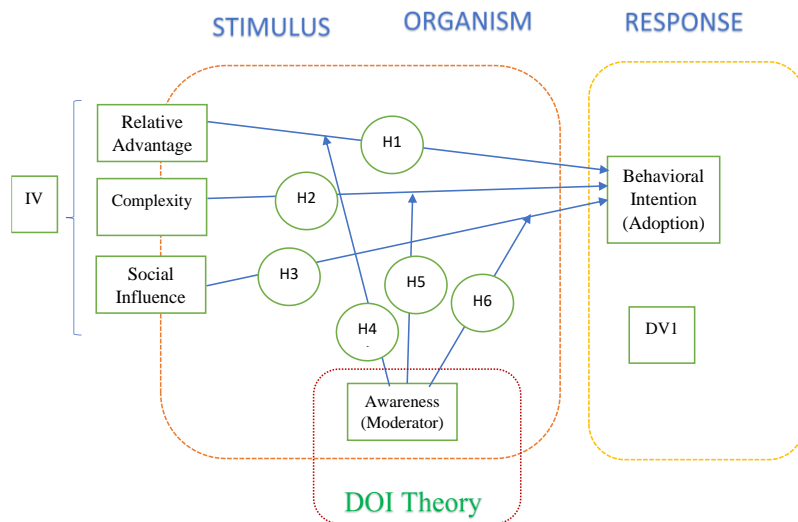 STIMULUS ORGANISM RESPONSE
Relative
Advantage
H1
IV
Complexity
H2
Behavioral
Intention
(Adoption)
Social
Influence
H3
H5
H6
H4
DV1
Awareness
(Moderator)
DOI Theory